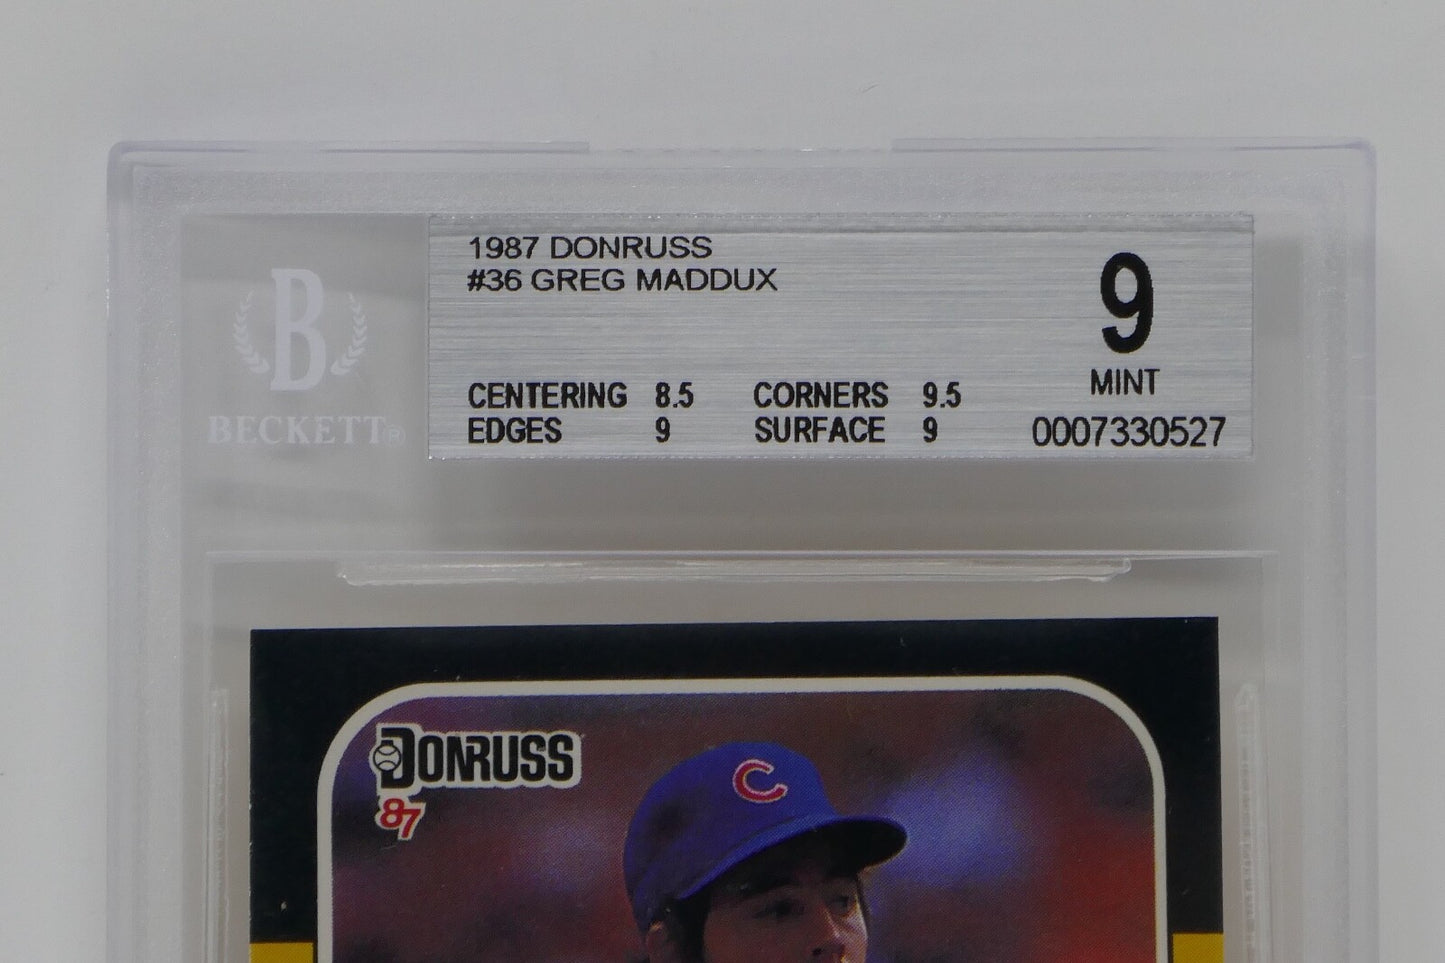 1987 DONRUSS
#36 GREG MADDUX
9
MINT
CENTERING 8.5 CORNERS 9.5
EDGES 9 SURFACE 9
0007330527
B
BECKETT®
DONRUSS
87
C